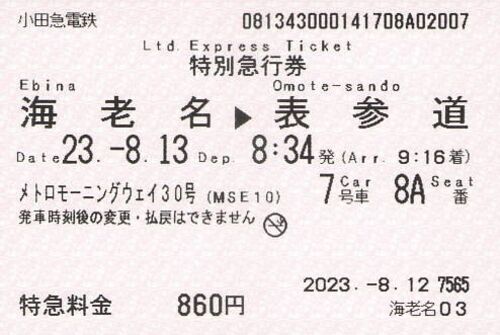 小田急電鉄 081343000141708A02007
Ltd.Express Ticket
特別急行券
Ebina Omote-sando
海老名 ▶ 表参道
Date 23.-8.13 Dep. 8:34発 (Arr. 9:16着)
メトロモーニングウェイ30号 (MSE10) 7 Car 号車 8A Seat 番
発車時刻後の変更・払戻はできません
2023.-8.12 7565
特急料金 860円 海老名03